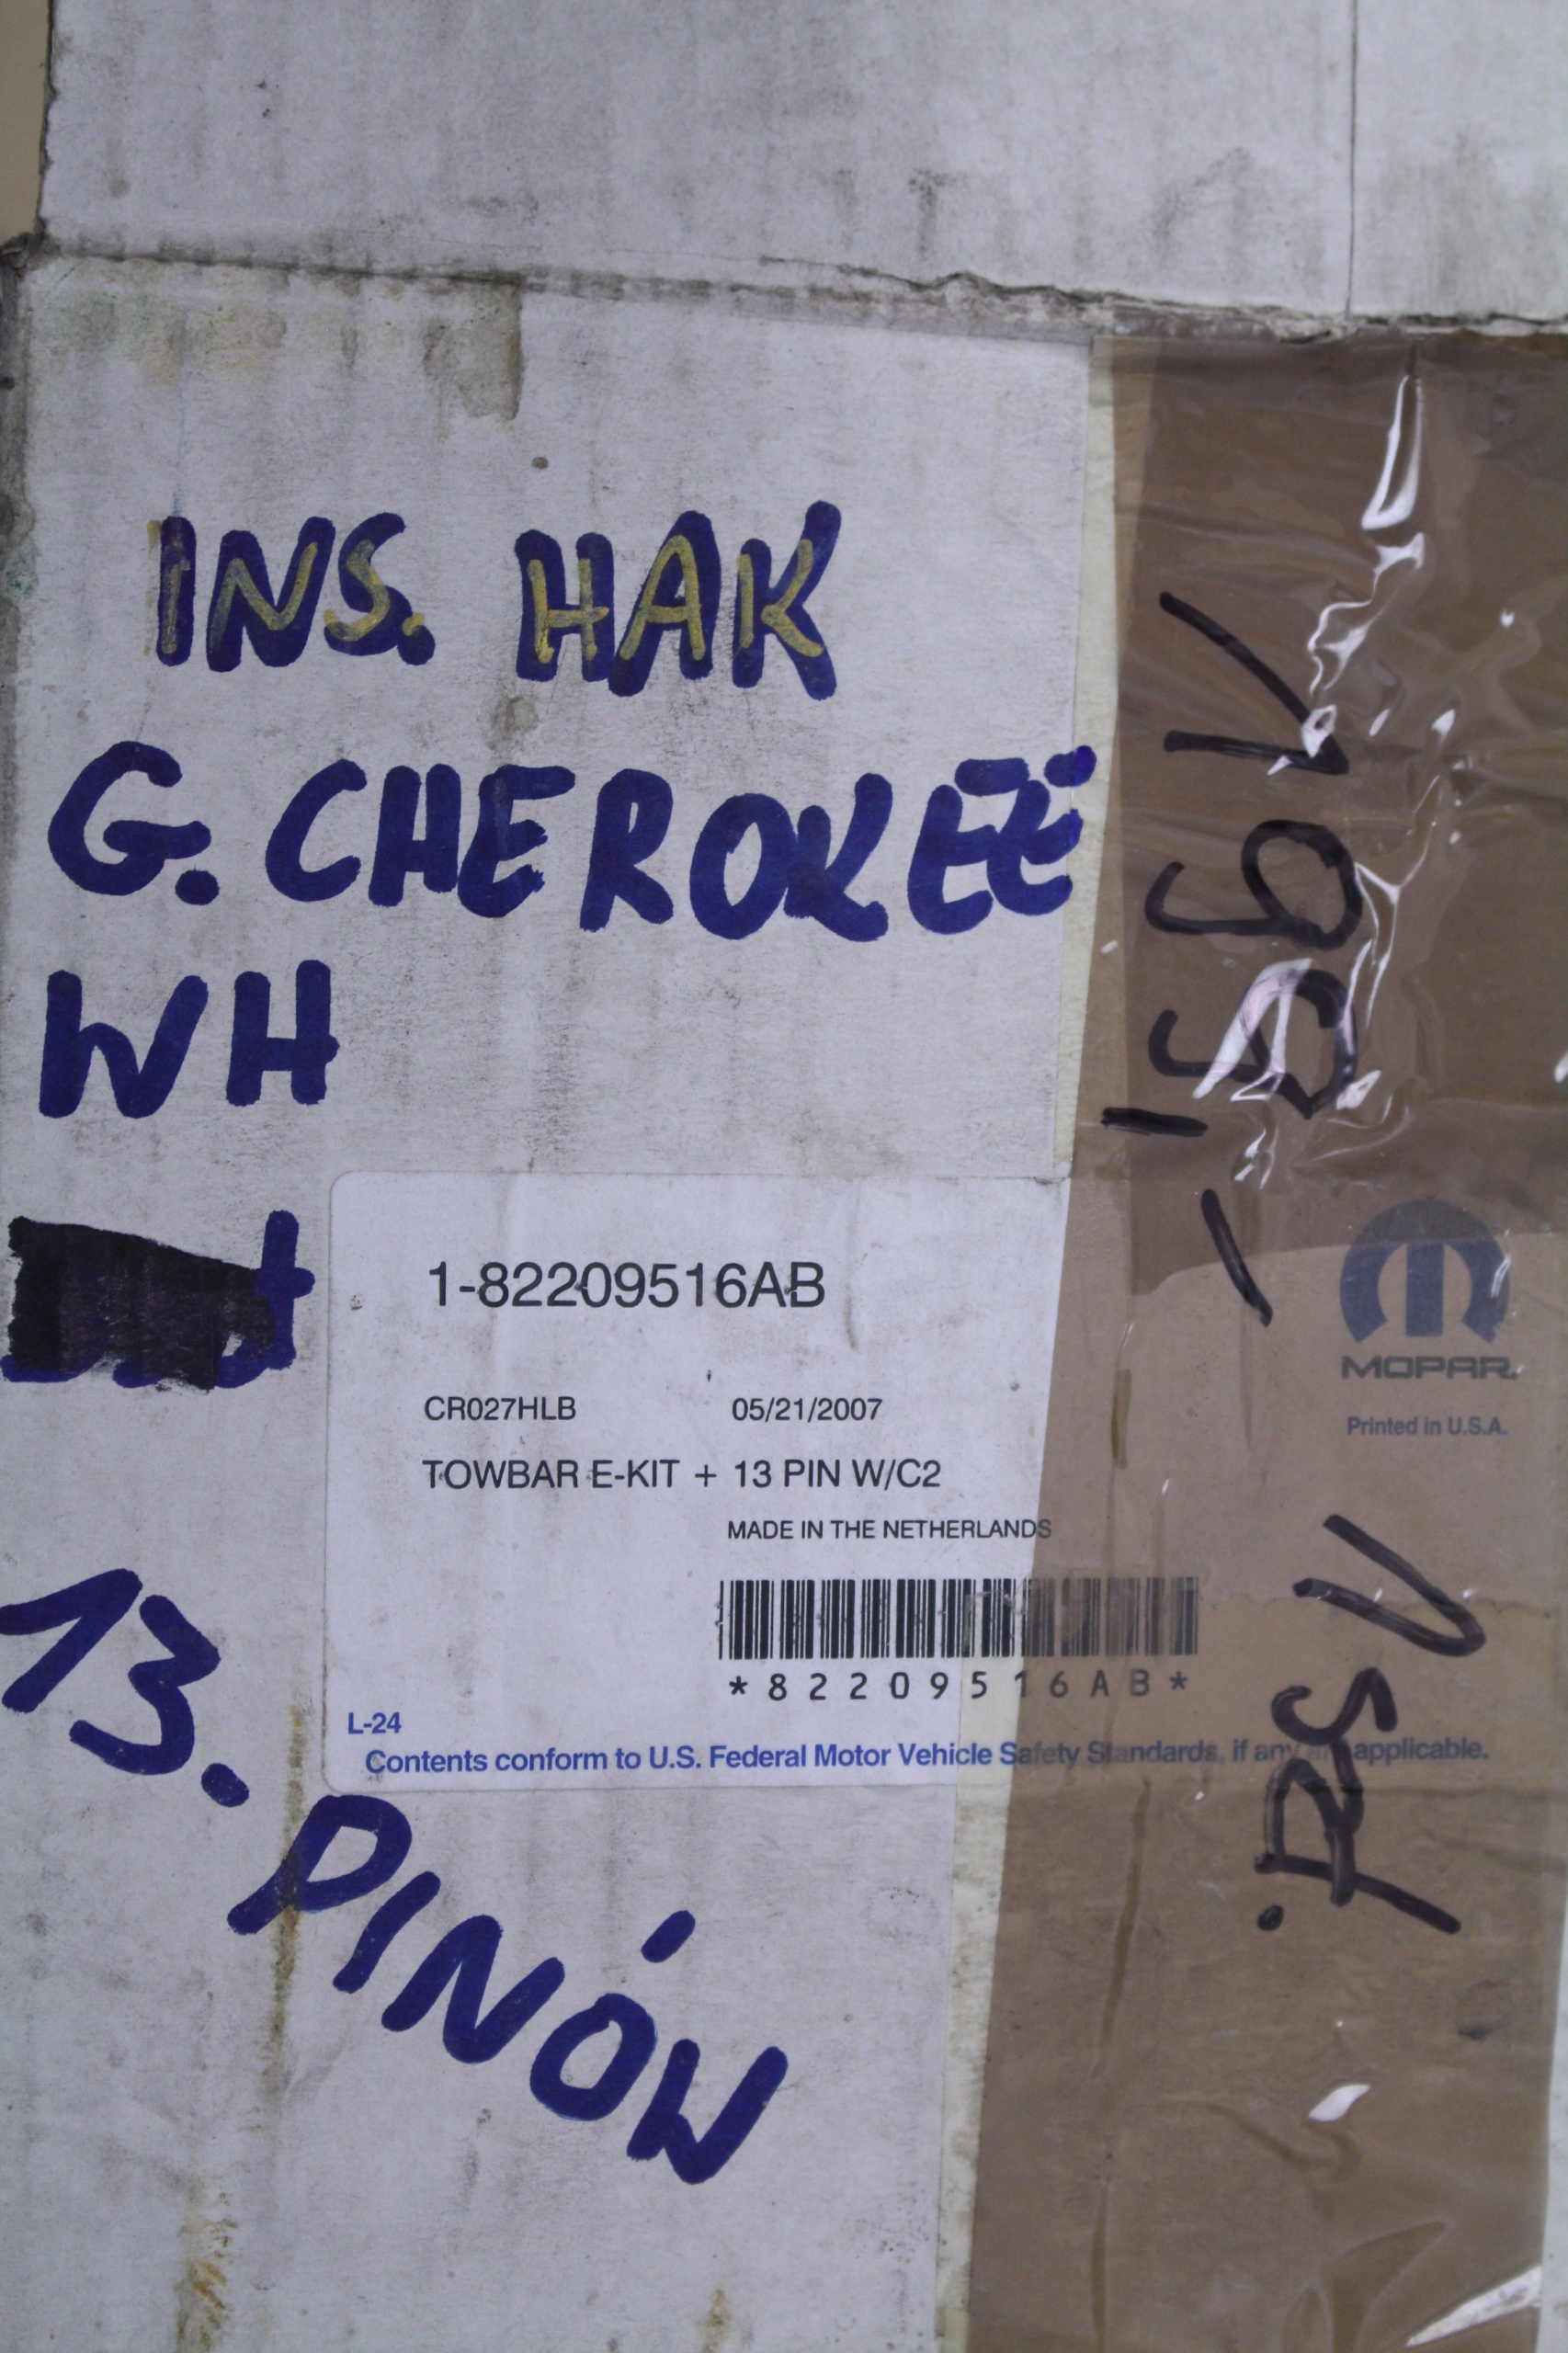 INS. HAK
G. CHEROKEE
WH
1-82209516AB
CR027HLB 05/21/2007
TOWBAR E-KIT + 13 PIN W/C2
MADE IN THE NETHERLANDS
*82209516AB*
L-24
Contents conform to U.S. Federal Motor Vehicle Safety Standards, if any are applicable.
MOPAR
Printed in U.S.A.
13. PINÓW